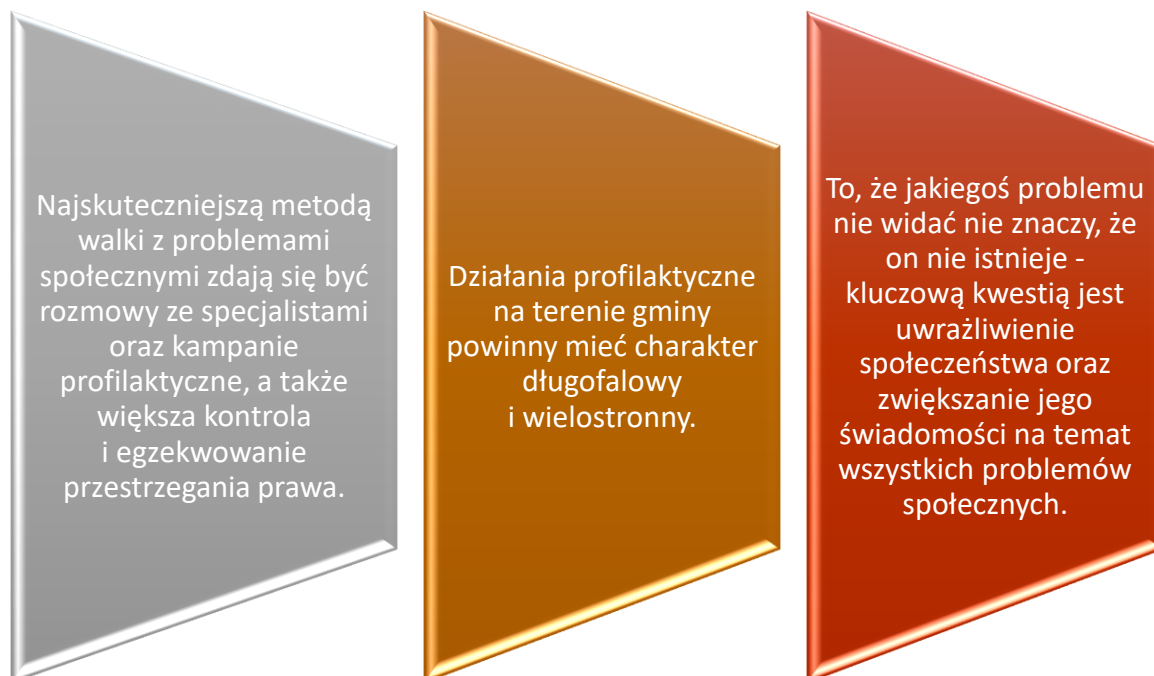 Najskuteczniejszą metodą
walki z problemami
społecznymi zdają się być
rozmowy ze specjalistami
oraz kampanie
profilaktyczne, a także
większa kontrola
i egzekwowanie
przestrzegania prawa.
Działania profilaktyczne
na terenie gminy
powinny mieć charakter
długofalowy
i wielostronny.
To, że jakiegoś problemu
nie widać nie znaczy, że
on nie istnieje -
kluczową kwestią jest
uwrażliwienie
społeczeństwa oraz
zwiększanie jego
świadomości na temat
wszystkich problemów
społecznych.